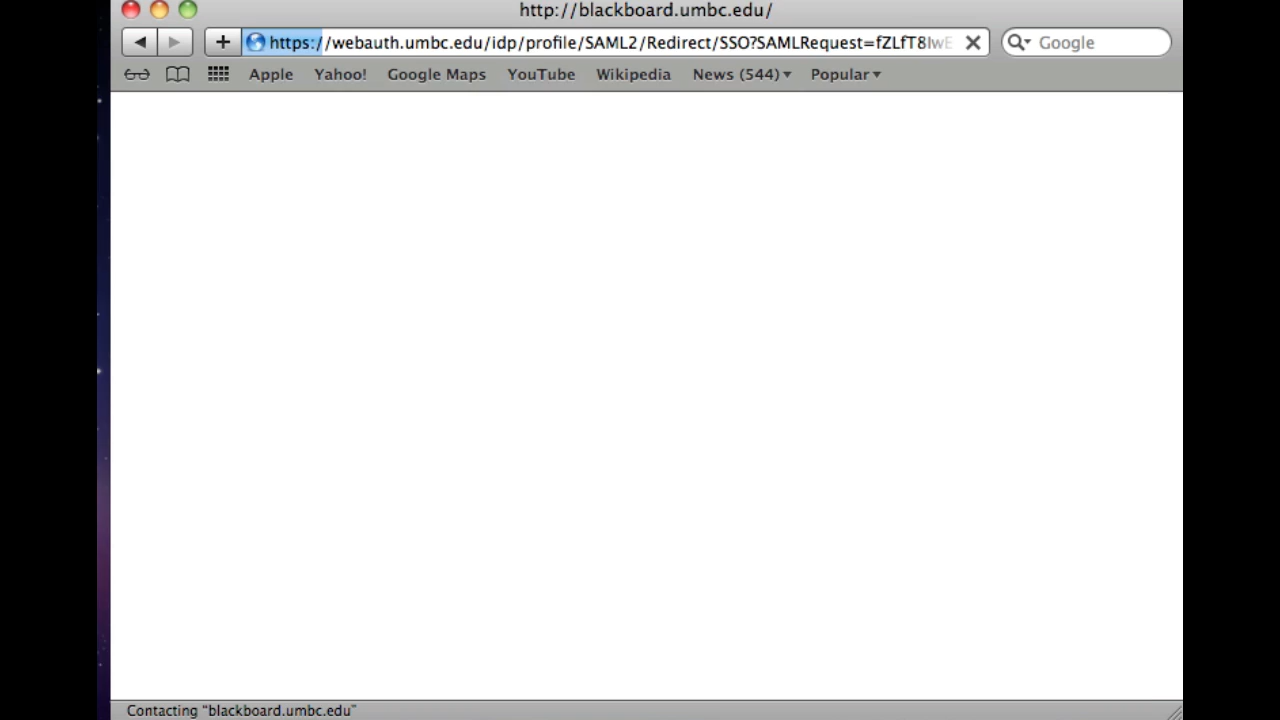 http://blackboard.umbc.edu/
https://webauth.umbc.edu/idp/profile/SAML2/Redirect/SSO?SAMLRequest=fZLfT8IwE
Google
Apple Yahoo! Google Maps YouTube Wikipedia News (544) Popular
Contacting "blackboard.umbc.edu"